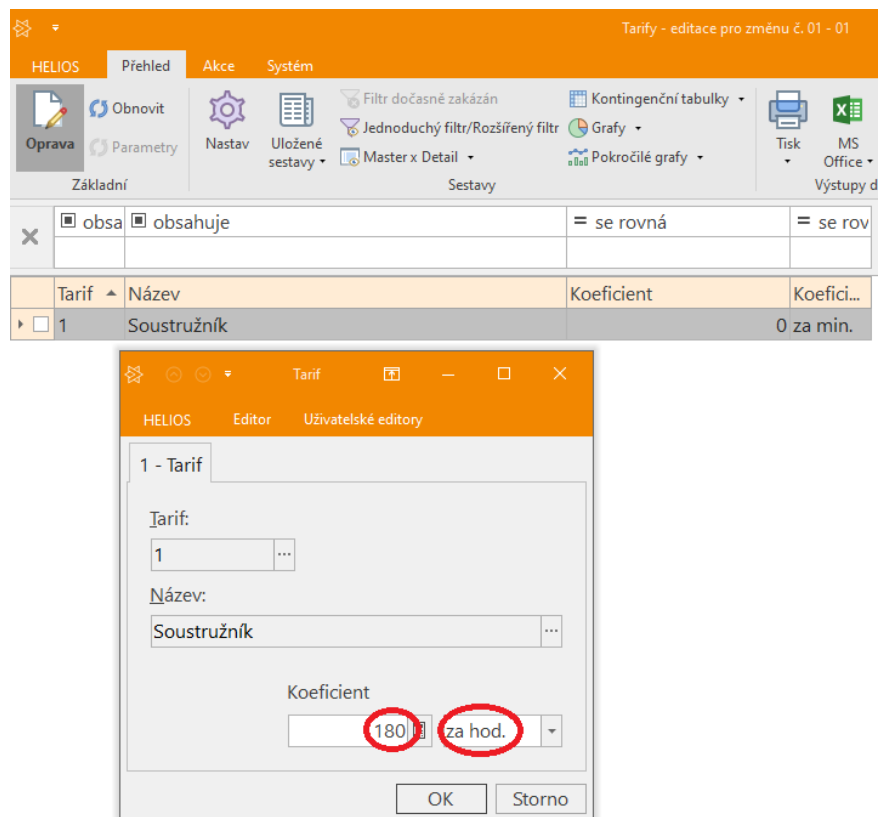 Tarify - editace pro změnu č. 01 - 01
HELIOS Přehled Akce Systém
Oprava
Obnovit
Parametry
Základní
Nastav
Uložené sestavy
Filtr dočasně zakázán
Jednoduchý filtr/Rozšířený filtr
Master x Detail
Kontingenční tabulky
Grafy
Pokročilé grafy
Sestavy
Tisk
MS Office
Výstupy d
obsa obsahuje = se rovná = se rov
Tarif Název Koeficient Koefici...
1 Soustružník 0 za min.
Tarif
HELIOS Editor Uživatelské editory
1 - Tarif
Tarif:
1 ...
Název:
Soustružník ...
Koeficient
180 za hod.
OK Storno